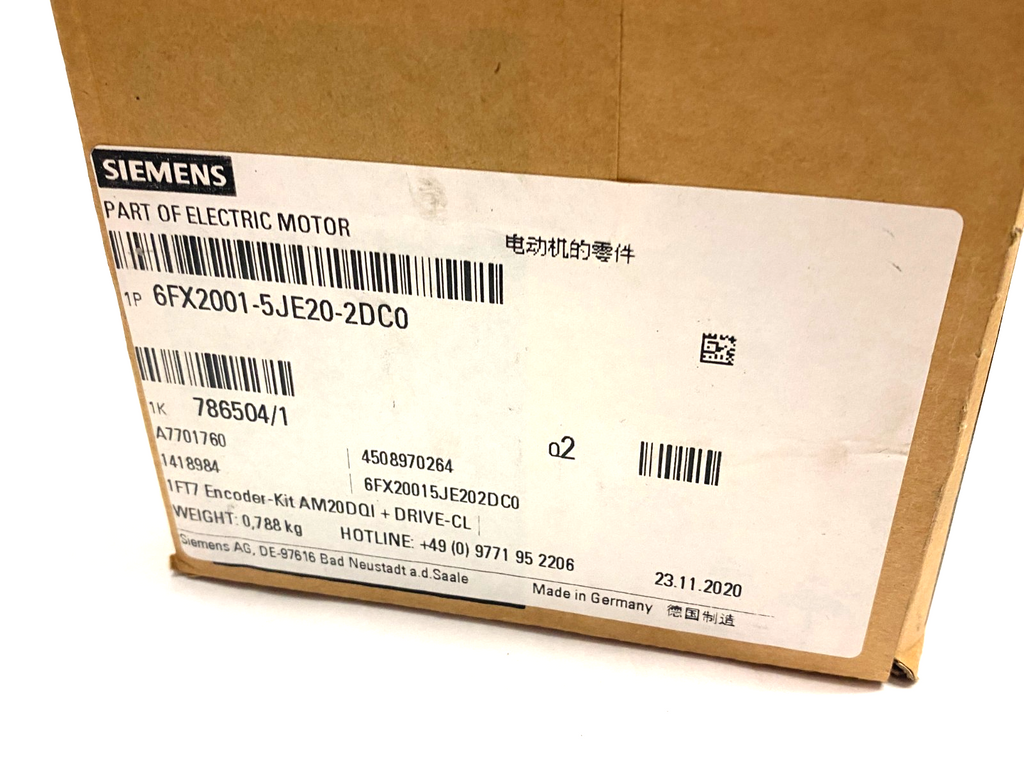 SIEMENS
PART OF ELECTRIC MOTOR
电动机的零件
1P 6FX2001-5JE20-2DC0
1K 786504/1
A7701760
Q2
1418984
4508970264
6FX20015JE202DC0
1FT7 Encoder-Kit AM20DQI + DRIVE-CL
WEIGHT: 0,788 kg HOTLINE: +49 (0) 9771 95 2206
23.11.2020
Siemens AG, DE-97616 Bad Neustadt a.d.Saale
Made in Germany 德国制造